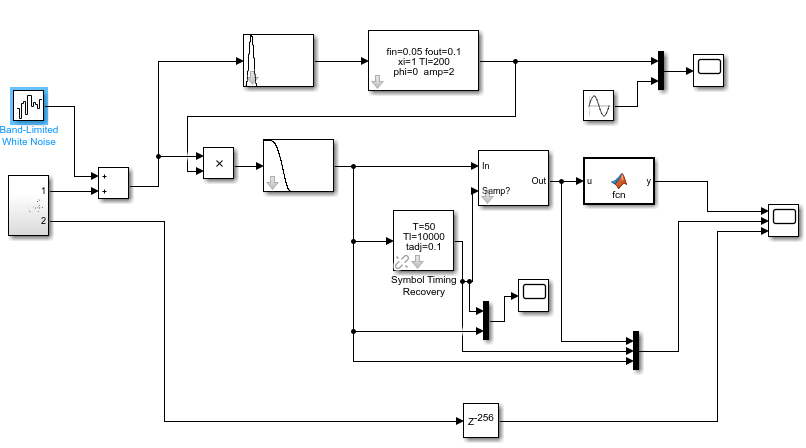 fin=0.05 fout=0.1
xi=1 Tl=200
phi=0 amp=2
Band-Limited
White Noise
+
+
×
1
2
In
Samp?
Out
u
y
fcn
T=50
Tl=10000
tadj=0.1
Symbol Timing
Recovery
Z-256